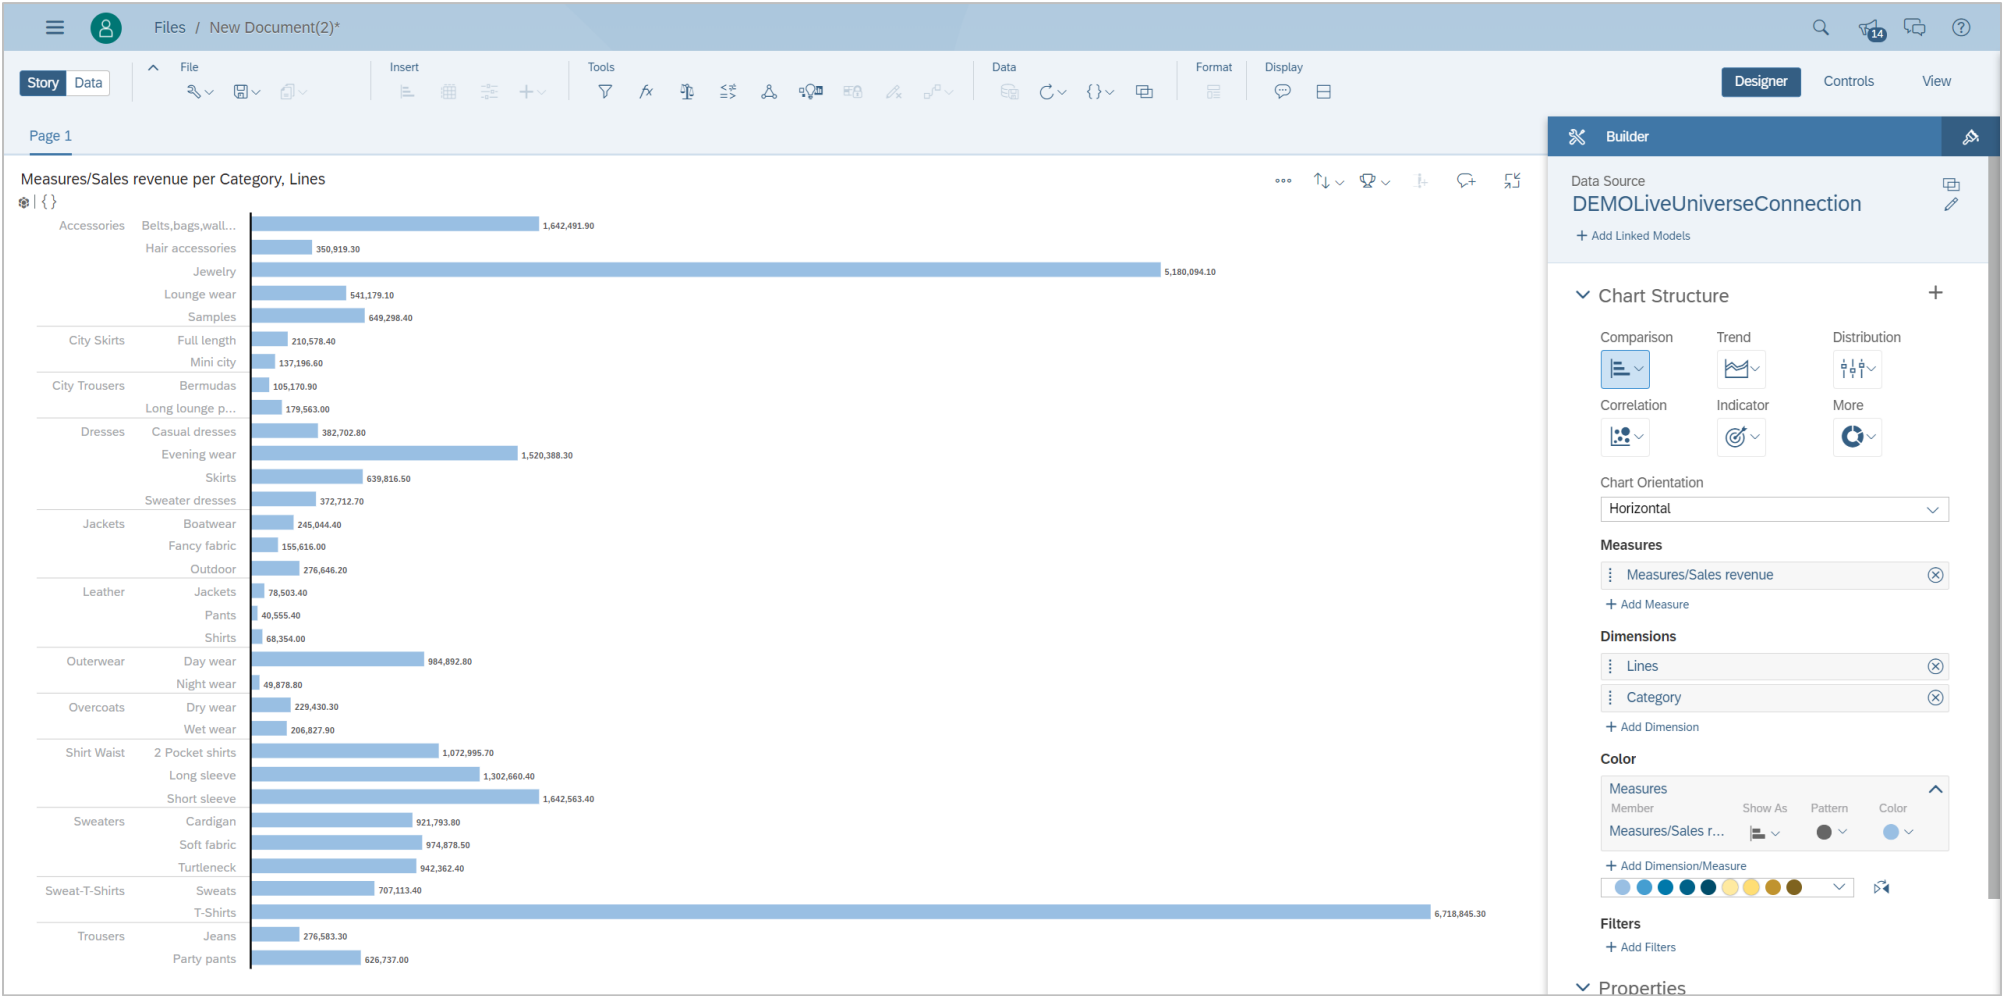 Files / New Document(2)*
14
Story Data
File
Insert
Tools
Data
Format
Display
Designer Controls View
Page 1
Measures/Sales revenue per Category, Lines
Accessories Belts,bags,wall... 1,642,491.90
Hair accessories 350,919.30
Jewelry 5,180,094.10
Lounge wear 541,179.10
Samples 649,298.40
City Skirts Full length 210,578.40
Mini city 137,196.60
City Trousers Bermudas 105,170.90
Long lounge p... 179,563.00
Dresses Casual dresses 382,702.80
Evening wear 1,520,388.30
Skirts 639,816.50
Sweater dresses 372,712.70
Jackets Boatwear 245,044.40
Fancy fabric 155,616.00
Outdoor 276,646.20
Leather Jackets 78,503.40
Pants 40,555.40
Shirts 68,354.00
Outerwear Day wear 984,892.80
Night wear 49,878.80
Overcoats Dry wear 229,430.30
Wet wear 206,827.90
Shirt Waist 2 Pocket shirts 1,072,995.70
Long sleeve 1,302,660.40
Short sleeve 1,642,563.40
Sweaters Cardigan 921,793.80
Soft fabric 974,878.50
Turtleneck 942,362.40
Sweat-T-Shirts Sweats 707,113.40
T-Shirts 6,718,845.30
Trousers Jeans 276,583.30
Party pants 626,737.00
Builder
Data Source
DEMOLiveUniverseConnection
+ Add Linked Models
Chart Structure
Comparison Trend Distribution
Correlation Indicator More
Chart Orientation
Horizontal
Measures
Measures/Sales revenue
+ Add Measure
Dimensions
Lines
Category
+ Add Dimension
Color
Measures
Member Show As Pattern Color
Measures/Sales r...
+ Add Dimension/Measure
Filters
+ Add Filters
Properties